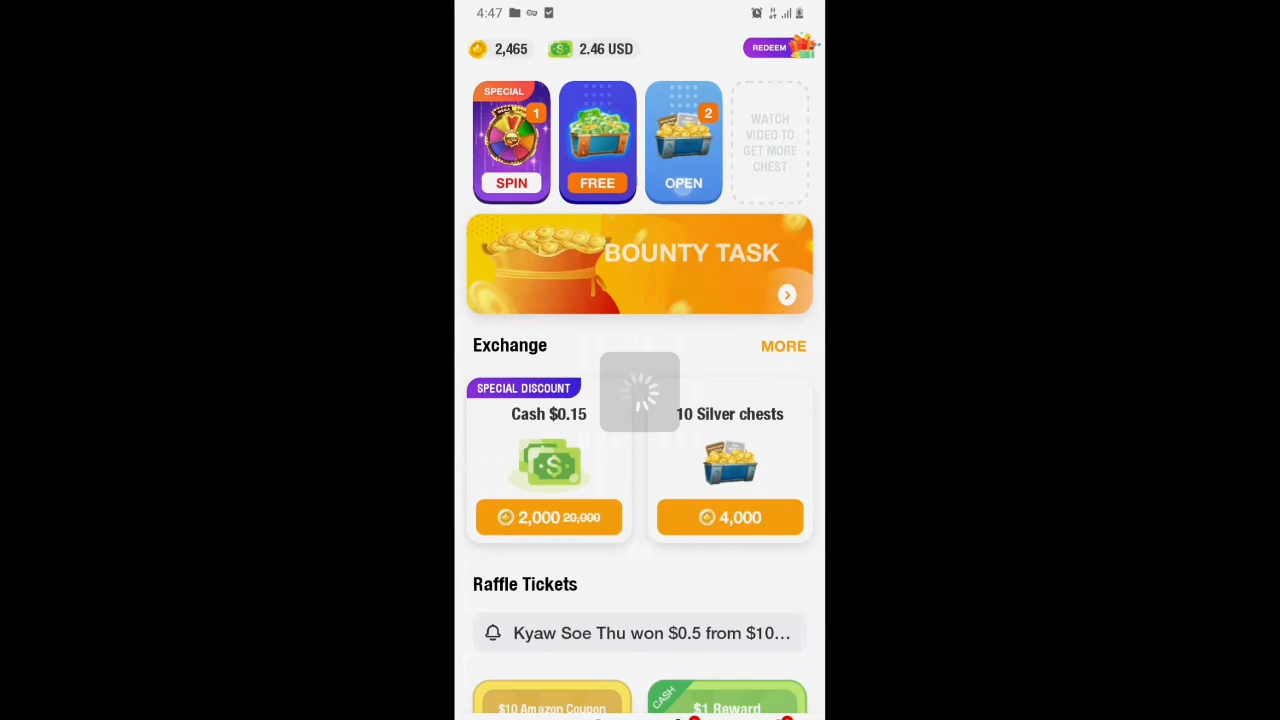 4:47
2,465
2.46 USD
REDEEM
SPECIAL
1
SPIN
FREE
2
OPEN
WATCH
VIDEO TO
GET MORE
CHEST
BOUNTY TASK
Exchange
MORE
SPECIAL DISCOUNT
Cash $0.15
2,000 20,000
10 Silver chests
4,000
Raffle Tickets
Kyaw Soe Thu won $0.5 from $10...
$10 Amazon Coupon
CASH
$1 Reward